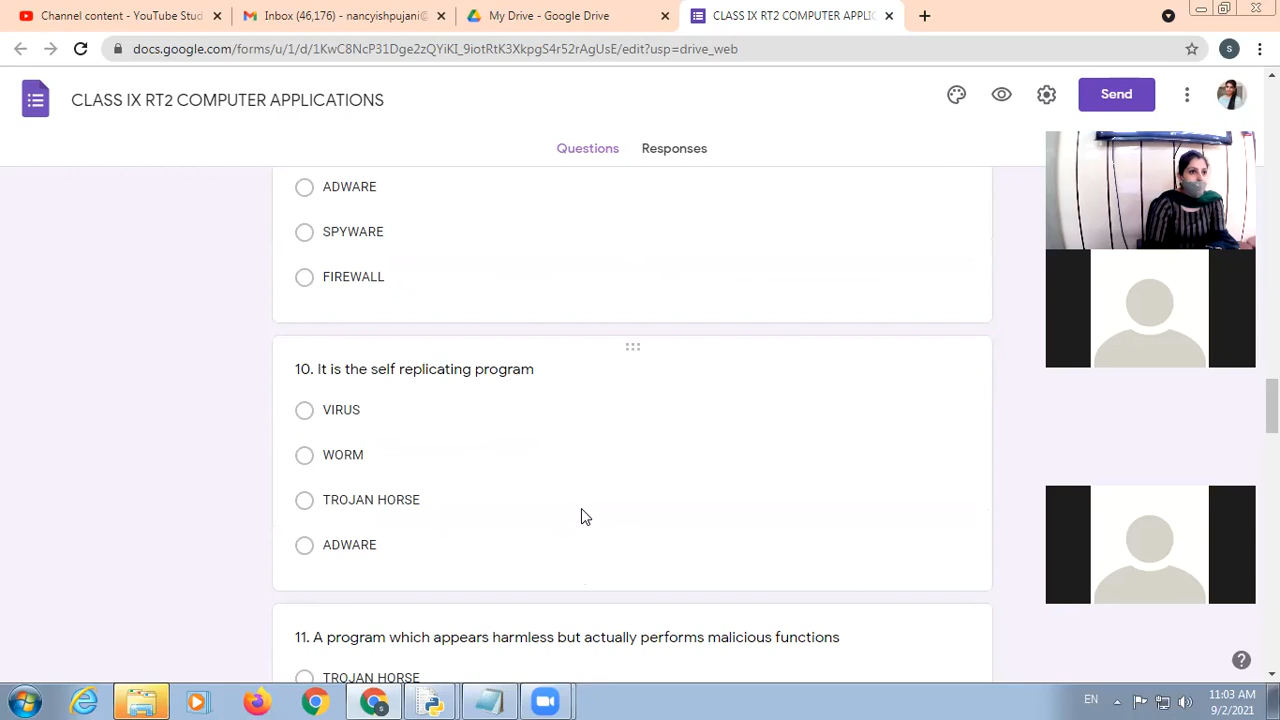 Channel content - YouTube Stud
Inbox (46,176) - nancyishpujani@
My Drive - Google Drive
CLASS IX RT2 COMPUTER APPLIC
docs.google.com/forms/u/1/d/1KwC8NcP31Dge2zQYiKI_9iotRtK3XkpgS4r52rAgUsE/edit?usp=drive_web
S
CLASS IX RT2 COMPUTER APPLICATIONS
Send
Questions
Responses
ADWARE
SPYWARE
FIREWALL
10. It is the self replicating program
VIRUS
WORM
TROJAN HORSE
ADWARE
11. A program which appears harmless but actually performs malicious functions
TROJAN HORSE
EN
11:03 AM
9/2/2021